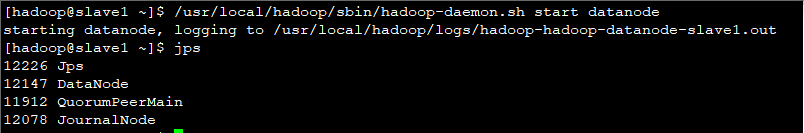 [hadoop@slave1 ~]$ /usr/local/hadoop/sbin/hadoop-daemon.sh start datanode
starting datanode, logging to /usr/local/hadoop/logs/hadoop-hadoop-datanode-slave1.out
[hadoop@slave1 ~]$ jps
12226 Jps
12147 DataNode
11912 QuorumPeerMain
12078 JournalNode